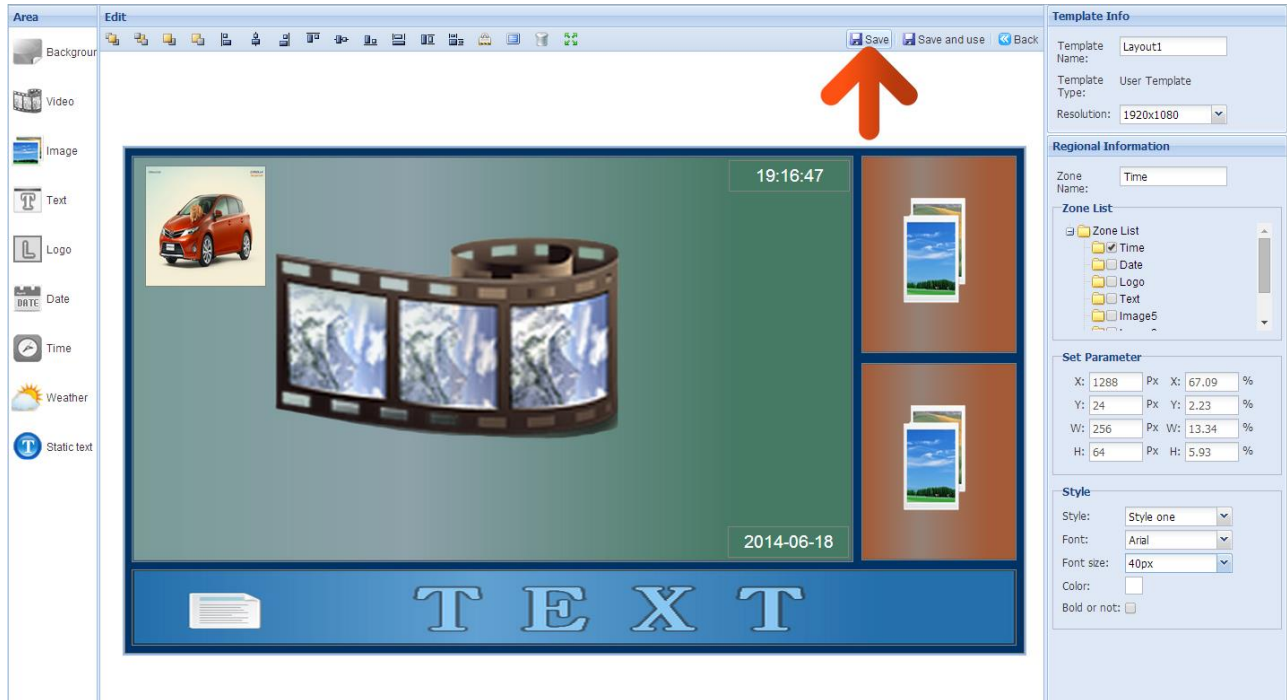 Area
Edit
Template Info
Backgroun
Video
Image
Text
Logo
DATE
Date
Time
Weather
Static text
Save
Save and use
Back
19:16:47
2014-06-18
TEXT
Template Name:
Layout1
Template Type:
User Template
Resolution:
1920x1080
Regional Information
Zone Name:
Time
Zone List
Zone List
Time
Date
Logo
Text
Image5
Set Parameter
X: 1288 Px X: 67.09 %
Y: 24 Px Y: 2.23 %
W: 256 Px W: 13.34 %
H: 64 Px H: 5.93 %
Style
Style: Style one
Font: Arial
Font size: 40px
Color:
Bold or not: